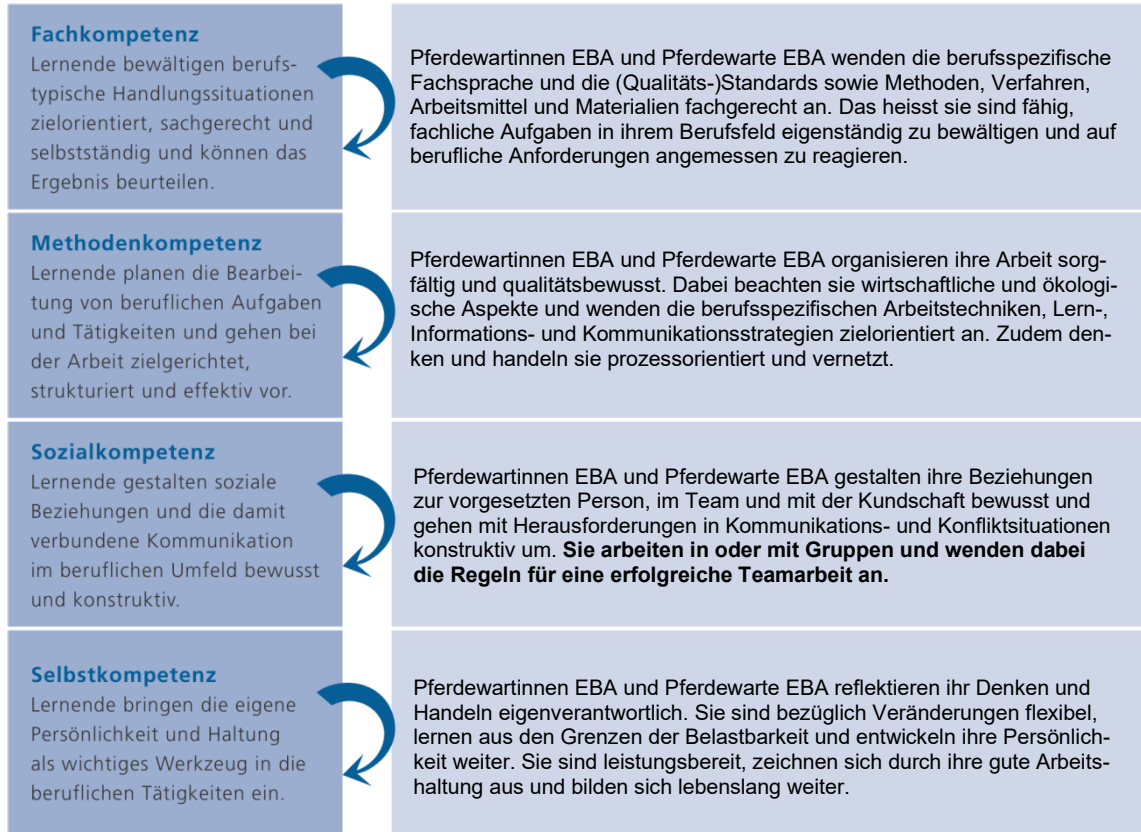 Fachkompetenz
Lernende bewältigen berufs-
typische Handlungssituationen
zielorientiert, sachgerecht und
selbstständig und können das
Ergebnis beurteilen.
Pferdewartinnen EBA und Pferdewarte EBA wenden die berufsspezifische
Fachsprache und die (Qualitäts-)Standards sowie Methoden, Verfahren,
Arbeitsmittel und Materialien fachgerecht an. Das heisst sie sind fähig,
fachliche Aufgaben in ihrem Berufsfeld eigenständig zu bewältigen und auf
berufliche Anforderungen angemessen zu reagieren.
Methodenkompetenz
Lernende planen die Bearbei-
tung von beruflichen Aufgaben
und Tätigkeiten und gehen bei
der Arbeit zielgerichtet,
strukturiert und effektiv vor.
Pferdewartinnen EBA und Pferdewarte EBA organisieren ihre Arbeit sorg-
fältig und qualitätsbewusst. Dabei beachten sie wirtschaftliche und ökologi-
sche Aspekte und wenden die berufsspezifischen Arbeitstechniken, Lern-,
Informations- und Kommunikationsstrategien zielorientiert an. Zudem den-
ken und handeln sie prozessorientiert und vernetzt.
Sozialkompetenz
Lernende gestalten soziale
Beziehungen und die damit
verbundene Kommunikation
im beruflichen Umfeld bewusst
und konstruktiv.
Pferdewartinnen EBA und Pferdewarte EBA gestalten ihre Beziehungen
zur vorgesetzten Person, im Team und mit der Kundschaft bewusst und
gehen mit Herausforderungen in Kommunikations- und Konfliktsituationen
konstruktiv um. Sie arbeiten in oder mit Gruppen und wenden dabei
die Regeln für eine erfolgreiche Teamarbeit an.
Selbstkompetenz
Lernende bringen die eigene
Persönlichkeit und Haltung
als wichtiges Werkzeug in die
beruflichen Tätigkeiten ein.
Pferdewartinnen EBA und Pferdewarte EBA reflektieren ihr Denken und
Handeln eigenverantwortlich. Sie sind bezüglich Veränderungen flexibel,
lernen aus den Grenzen der Belastbarkeit und entwickeln ihre Persönlich-
keit weiter. Sie sind leistungsbereit, zeichnen sich durch ihre gute Arbeits-
haltung aus und bilden sich lebenslang weiter.